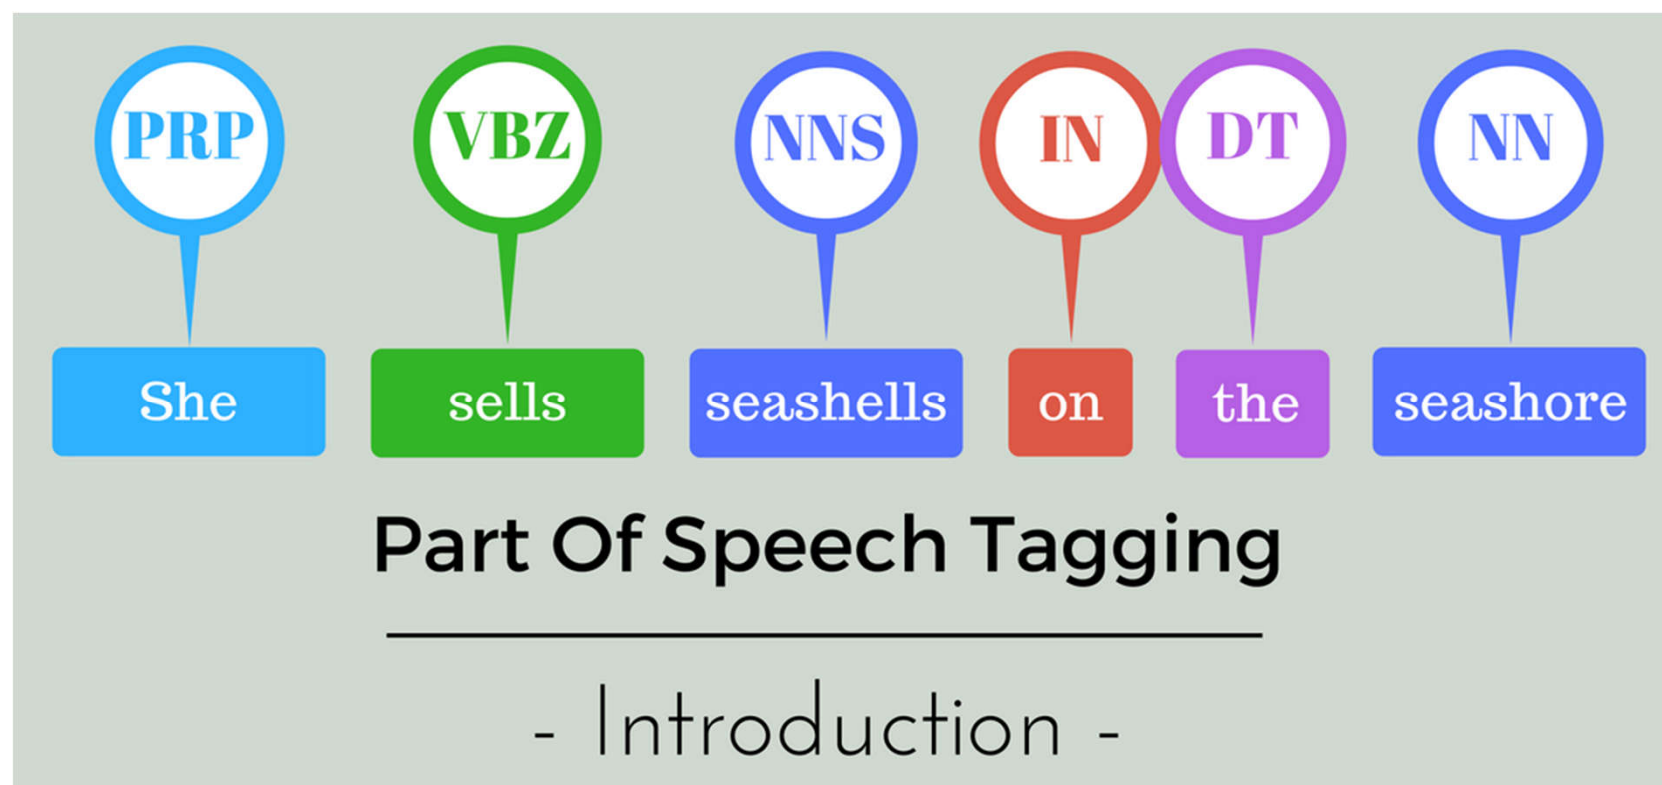 PRP VBZ NNS IN DT NN
She sells seashells on the seashore
Part Of Speech Tagging
- Introduction -